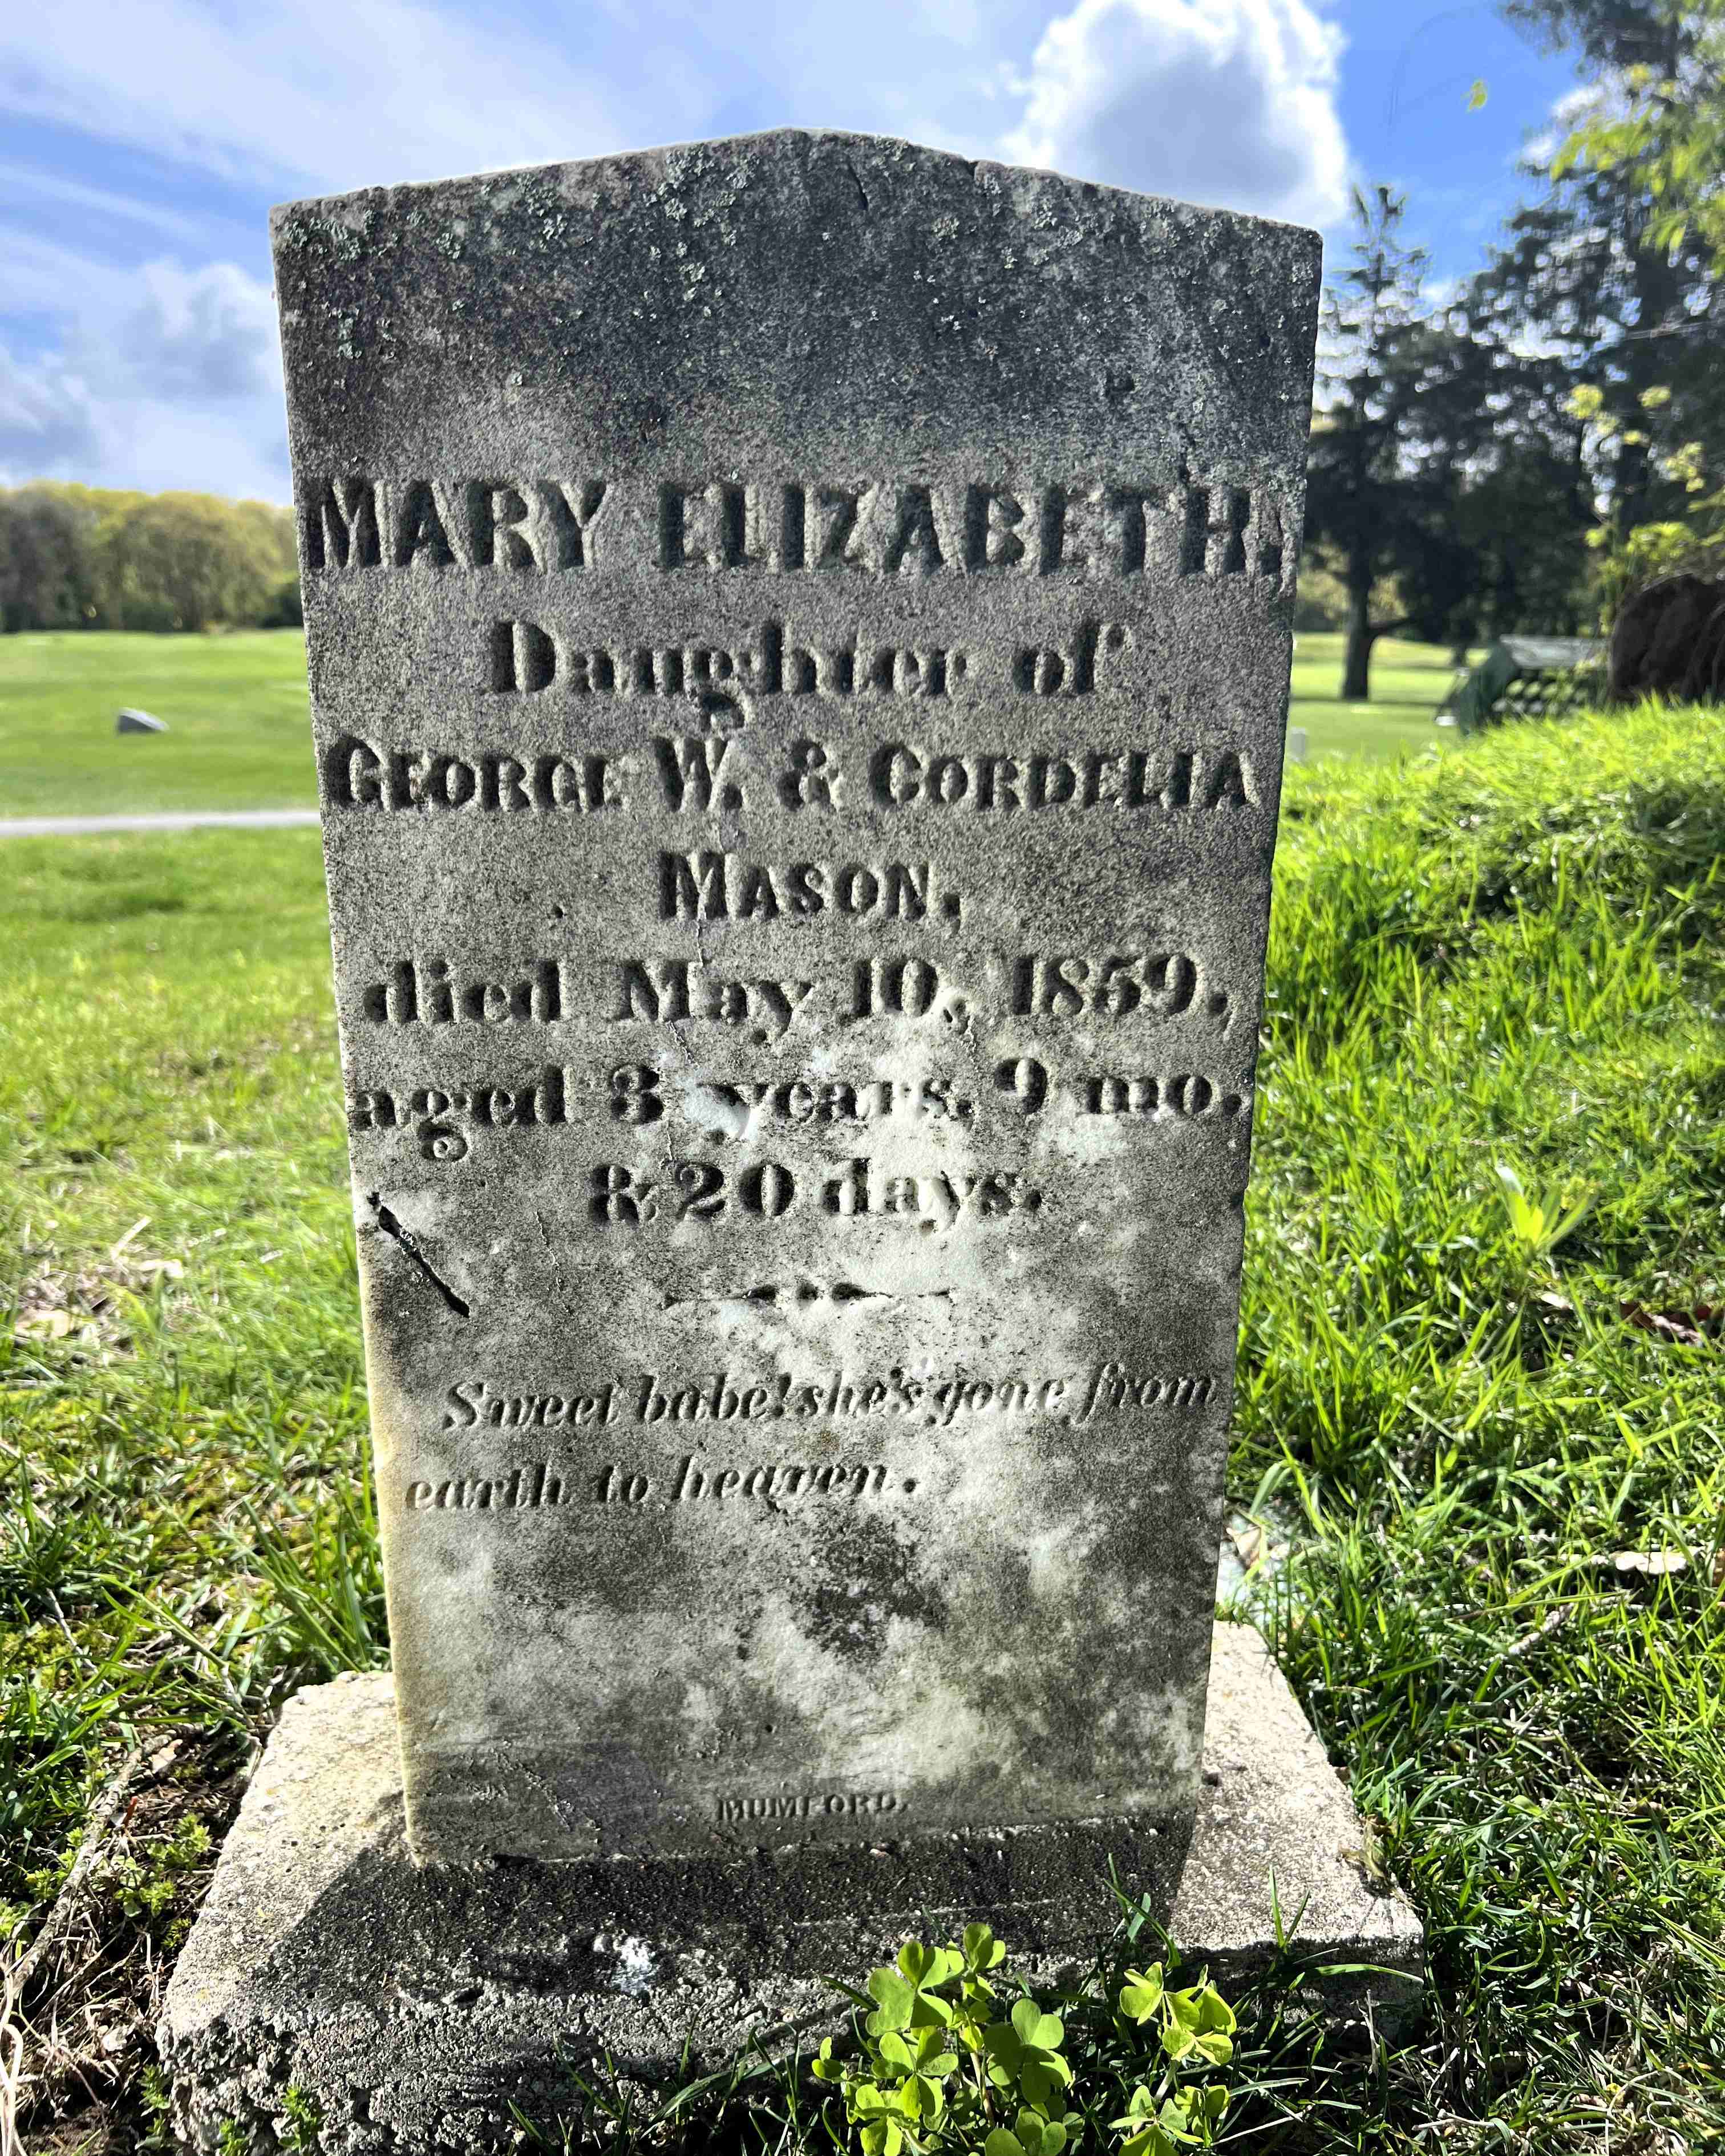 MARY ELIZABETH,
Daughter of
GEORGE W. & CORDELIA
MASON,
died May 10, 1859,
aged 3 years, 9 mo.
& 20 days.
Sweet babe! she's gone from
earth to heaven.
MUMFORD.